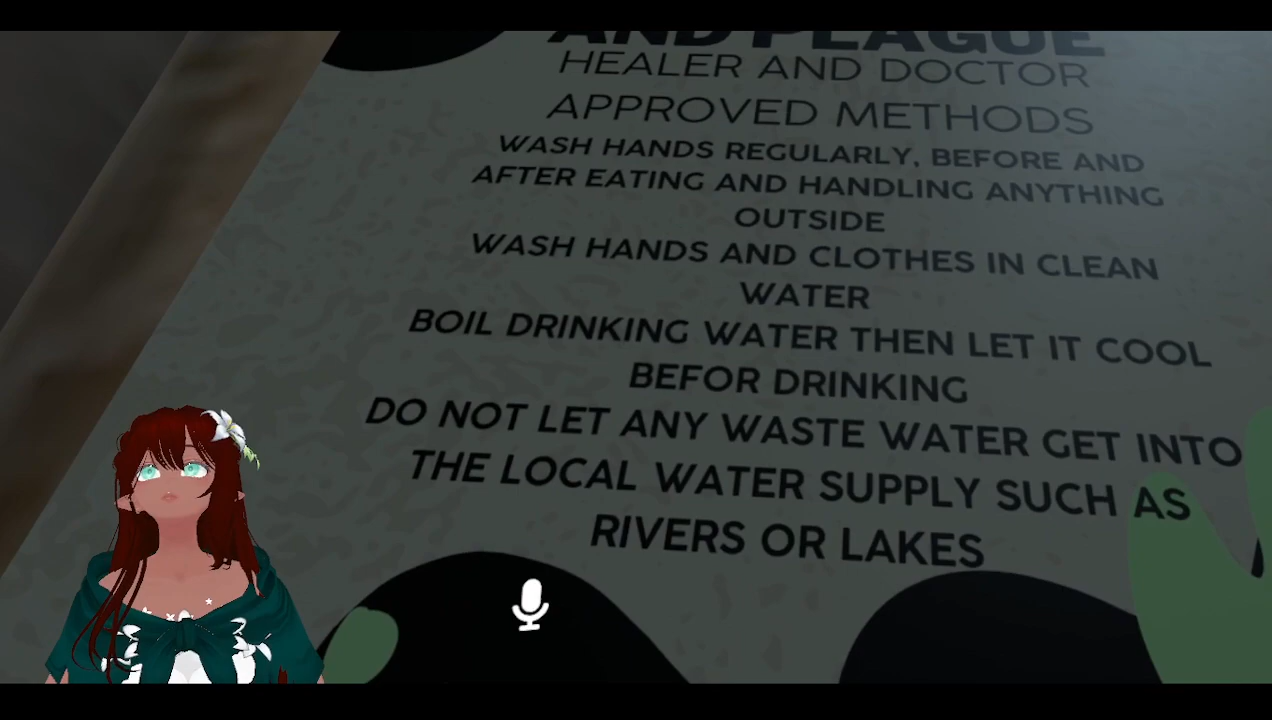 AND PLAGUE
HEALER AND DOCTOR
APPROVED METHODS
WASH HANDS REGULARLY, BEFORE AND
AFTER EATING AND HANDLING ANYTHING
OUTSIDE
WASH HANDS AND CLOTHES IN CLEAN
WATER
BOIL DRINKING WATER THEN LET IT COOL
BEFOR DRINKING
DO NOT LET ANY WASTE WATER GET INTO
THE LOCAL WATER SUPPLY SUCH AS
RIVERS OR LAKES